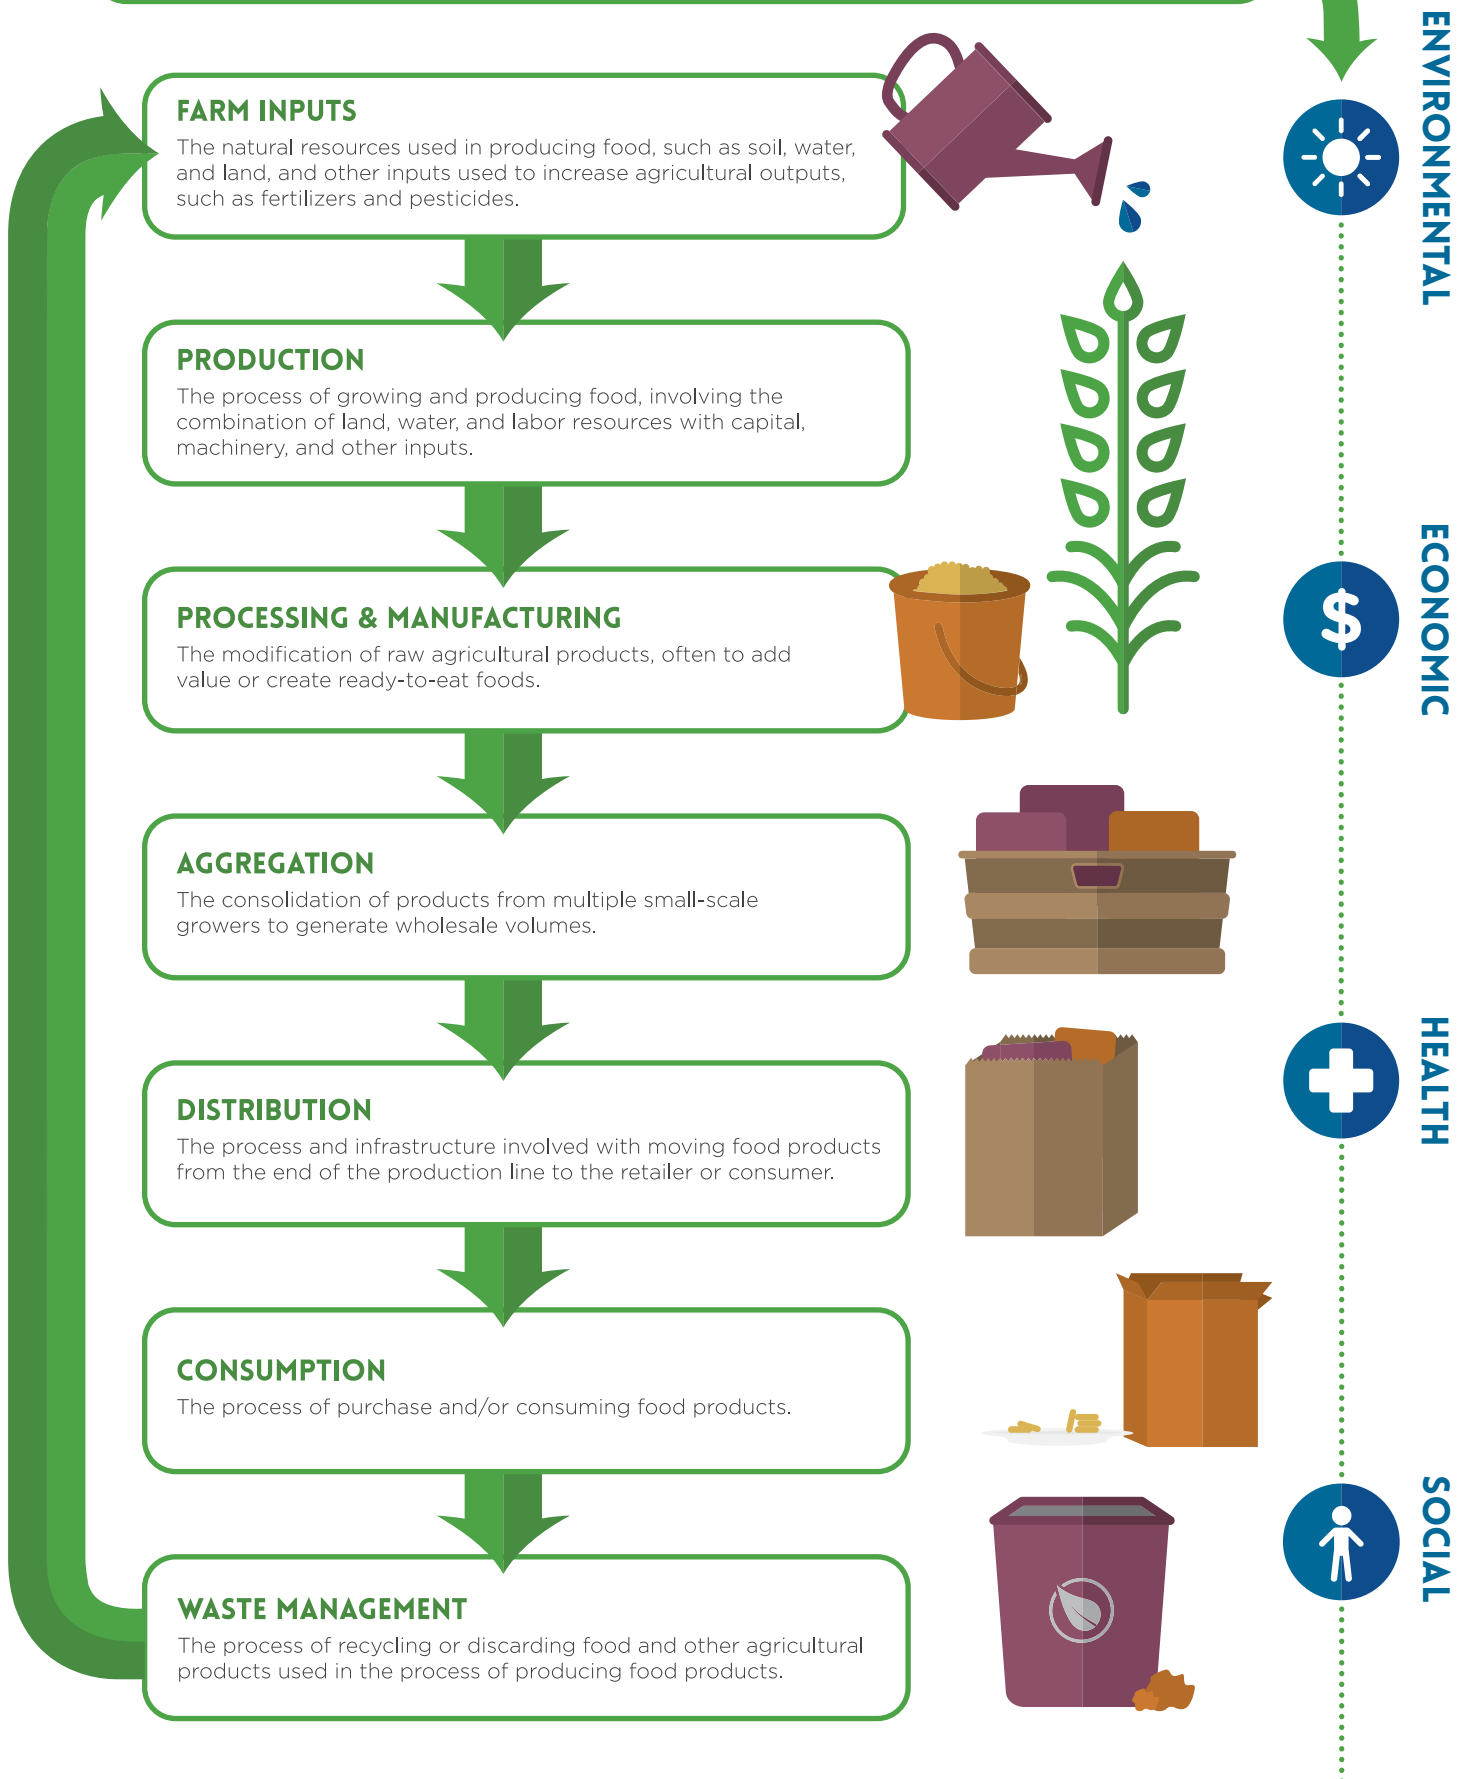 FARM INPUTS
The natural resources used in producing food, such as soil, water,
and land, and other inputs used to increase agricultural outputs,
such as fertilizers and pesticides.
PRODUCTION
The process of growing and producing food, involving the
combination of land, water, and labor resources with capital,
machinery, and other inputs.
PROCESSING & MANUFACTURING
The modification of raw agricultural products, often to add
value or create ready-to-eat foods.
AGGREGATION
The consolidation of products from multiple small-scale
growers to generate wholesale volumes.
DISTRIBUTION
The process and infrastructure involved with moving food products
from the end of the production line to the retailer or consumer.
CONSUMPTION
The process of purchase and/or consuming food products.
WASTE MANAGEMENT
The process of recycling or discarding food and other agricultural
products used in the process of producing food products.
ENVIRONMENTAL
$
ECONOMIC
HEALTH
SOCIAL